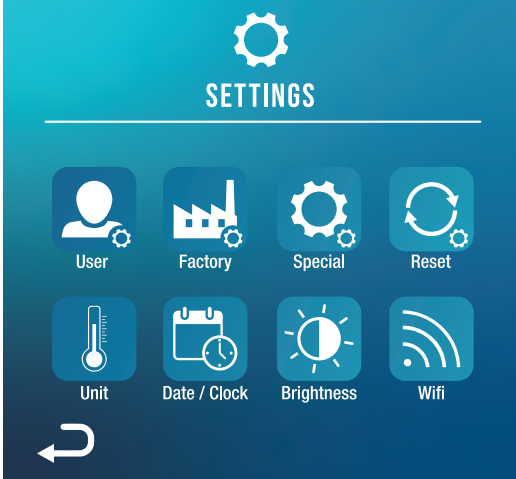 SETTINGS
User Factory Special Reset
Unit Date / Clock Brightness Wifi